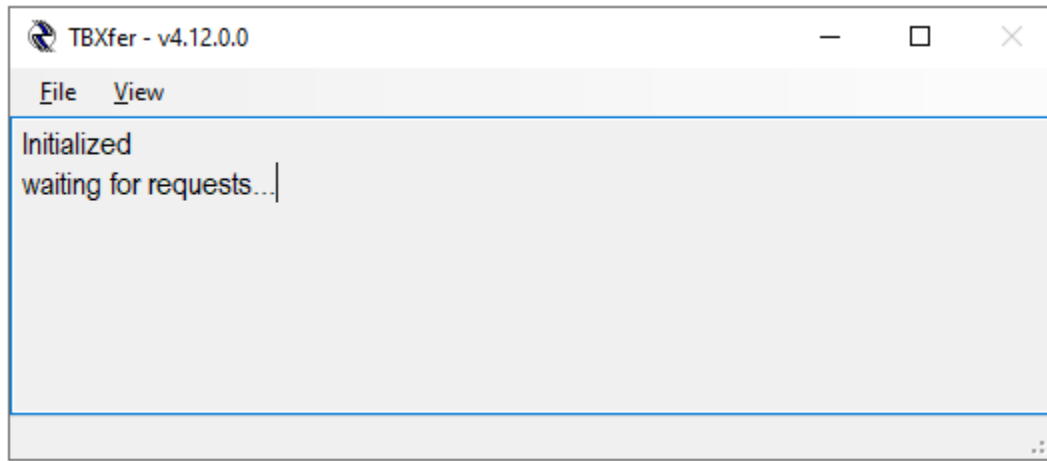 TBXfer - v4.12.0.0
File View
Initialized
waiting for requests...